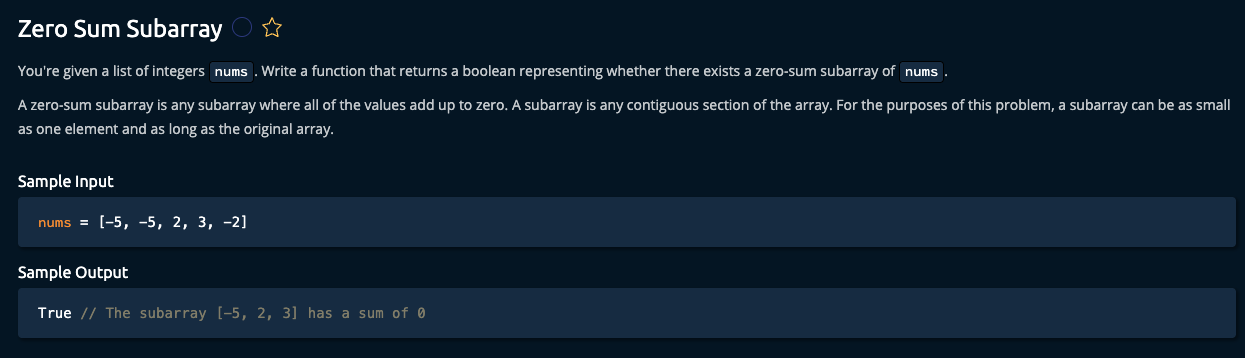 Zero Sum Subarray
You're given a list of integers nums. Write a function that returns a boolean representing whether there exists a zero-sum subarray of nums.
A zero-sum subarray is any subarray where all of the values add up to zero. A subarray is any contiguous section of the array. For the purposes of this problem, a subarray can be as small
as one element and as long as the original array.
Sample Input
nums = [-5, -5, 2, 3, -2]
Sample Output
True // The subarray [-5, 2, 3] has a sum of 0